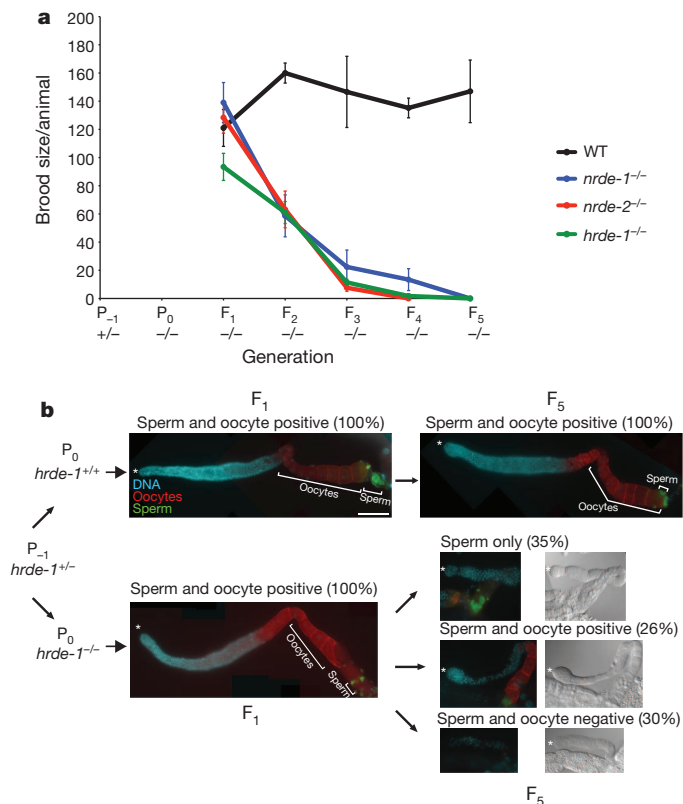 a
200
180
160
140
120
100
80
60
40
20
0
Brood size/animal
P₋₁ P₀ F₁ F₂ F₃ F₄ F₅
+/− −/− −/− −/− −/− −/− −/−
Generation
WT
nrde-1⁻/⁻
nrde-2⁻/⁻
hrde-1⁻/⁻
b
F₁
F₅
Sperm and oocyte positive (100%)
Sperm and oocyte positive (100%)
P₀
hrde-1⁺/⁺
*
DNA
Oocytes
Sperm
Oocytes
Sperm
*
Oocytes
Sperm
P₋₁
hrde-1⁺/⁻
P₀
hrde-1⁻/⁻
Sperm and oocyte positive (100%)
*
Oocytes
Sperm
F₁
Sperm only (35%)
* *
Sperm and oocyte positive (26%)
* *
Sperm and oocyte negative (30%)
* *
F₅